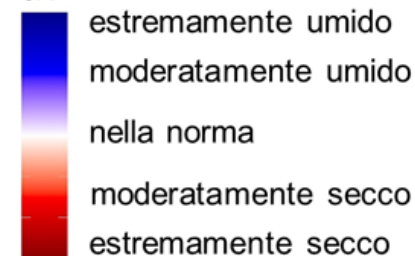 estremamente umido
moderatamente umido
nella norma
moderatamente secco
estremamente secco